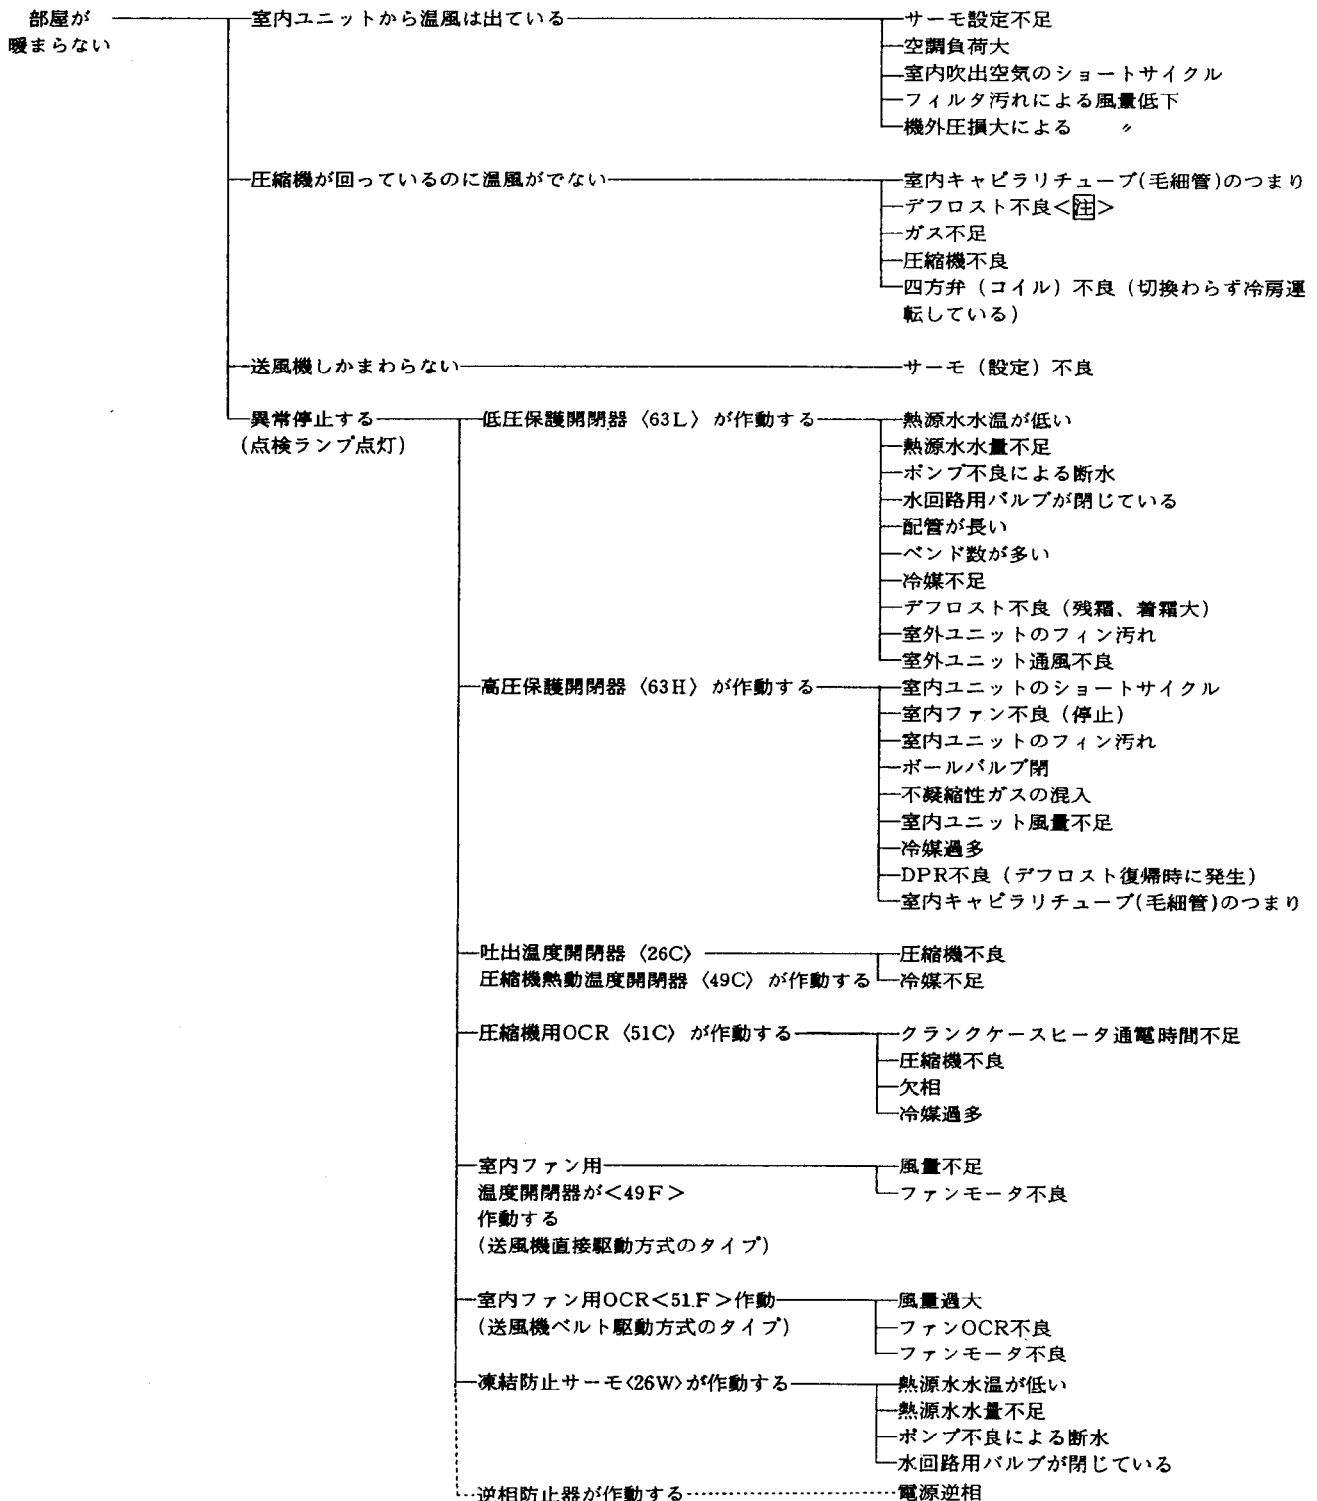 部屋が
暖まらない
室内ユニットから温風は出ている
サーモ設定不足
空調負荷大
室内吹出空気のショートサイクル
フィルタ汚れによる風量低下
機外圧損大による 〃
圧縮機が回っているのに温風がでない
室内キャピラリチューブ(毛細管)のつまり
デフロスト不良<注>
ガス不足
圧縮機不良
四方弁(コイル)不良(切換わらず冷房運
転している)
送風機しかまわらない
サーモ(設定)不良
異常停止する
(点検ランプ点灯)
低圧保護開閉器〈63L〉が作動する
熱源水水温が低い
熱源水水量不足
ポンプ不良による断水
水回路用バルブが閉じている
配管が長い
ベンド数が多い
冷媒不足
デフロスト不良(残霜、着霜大)
室外ユニットのフィン汚れ
室外ユニット通風不良
高圧保護開閉器〈63H〉が作動する
室内ユニットのショートサイクル
室内ファン不良(停止)
室内ユニットのフィン汚れ
ボールバルブ閉
不凝縮性ガスの混入
室内ユニット風量不足
冷媒過多
DPR不良(デフロスト復帰時に発生)
室内キャピラリチューブ(毛細管)のつまり
吐出温度開閉器〈26C〉
圧縮機熱動温度開閉器〈49C〉が作動する
圧縮機不良
冷媒不足
圧縮機用OCR〈51C〉が作動する
クランクケースヒータ通電時間不足
圧縮機不良
欠相
冷媒過多
室内ファン用
温度開閉器が<49F>
作動する
(送風機直接駆動方式のタイプ)
風量不足
ファンモータ不良
室内ファン用OCR<51.F>作動
(送風機ベルト駆動方式のタイプ)
風量過大
ファンOCR不良
ファンモータ不良
凍結防止サーモ〈26W〉が作動する
熱源水水温が低い
熱源水水量不足
ポンプ不良による断水
水回路用バルブが閉じている
逆相防止器が作動する
電源逆相